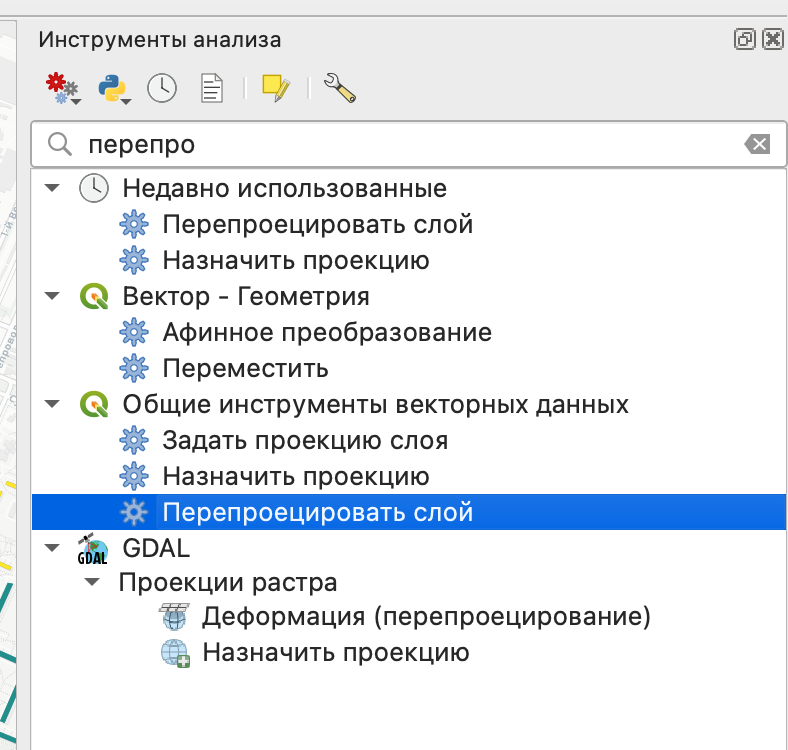 Инструменты анализа
перепро
Недавно использованные
Перепроецировать слой
Назначить проекцию
Вектор - Геометрия
Афинное преобразование
Переместить
Общие инструменты векторных данных
Задать проекцию слоя
Назначить проекцию
Перепроецировать слой
GDAL
GDAL
Проекции растра
Деформация (перепроецирование)
Назначить проекцию